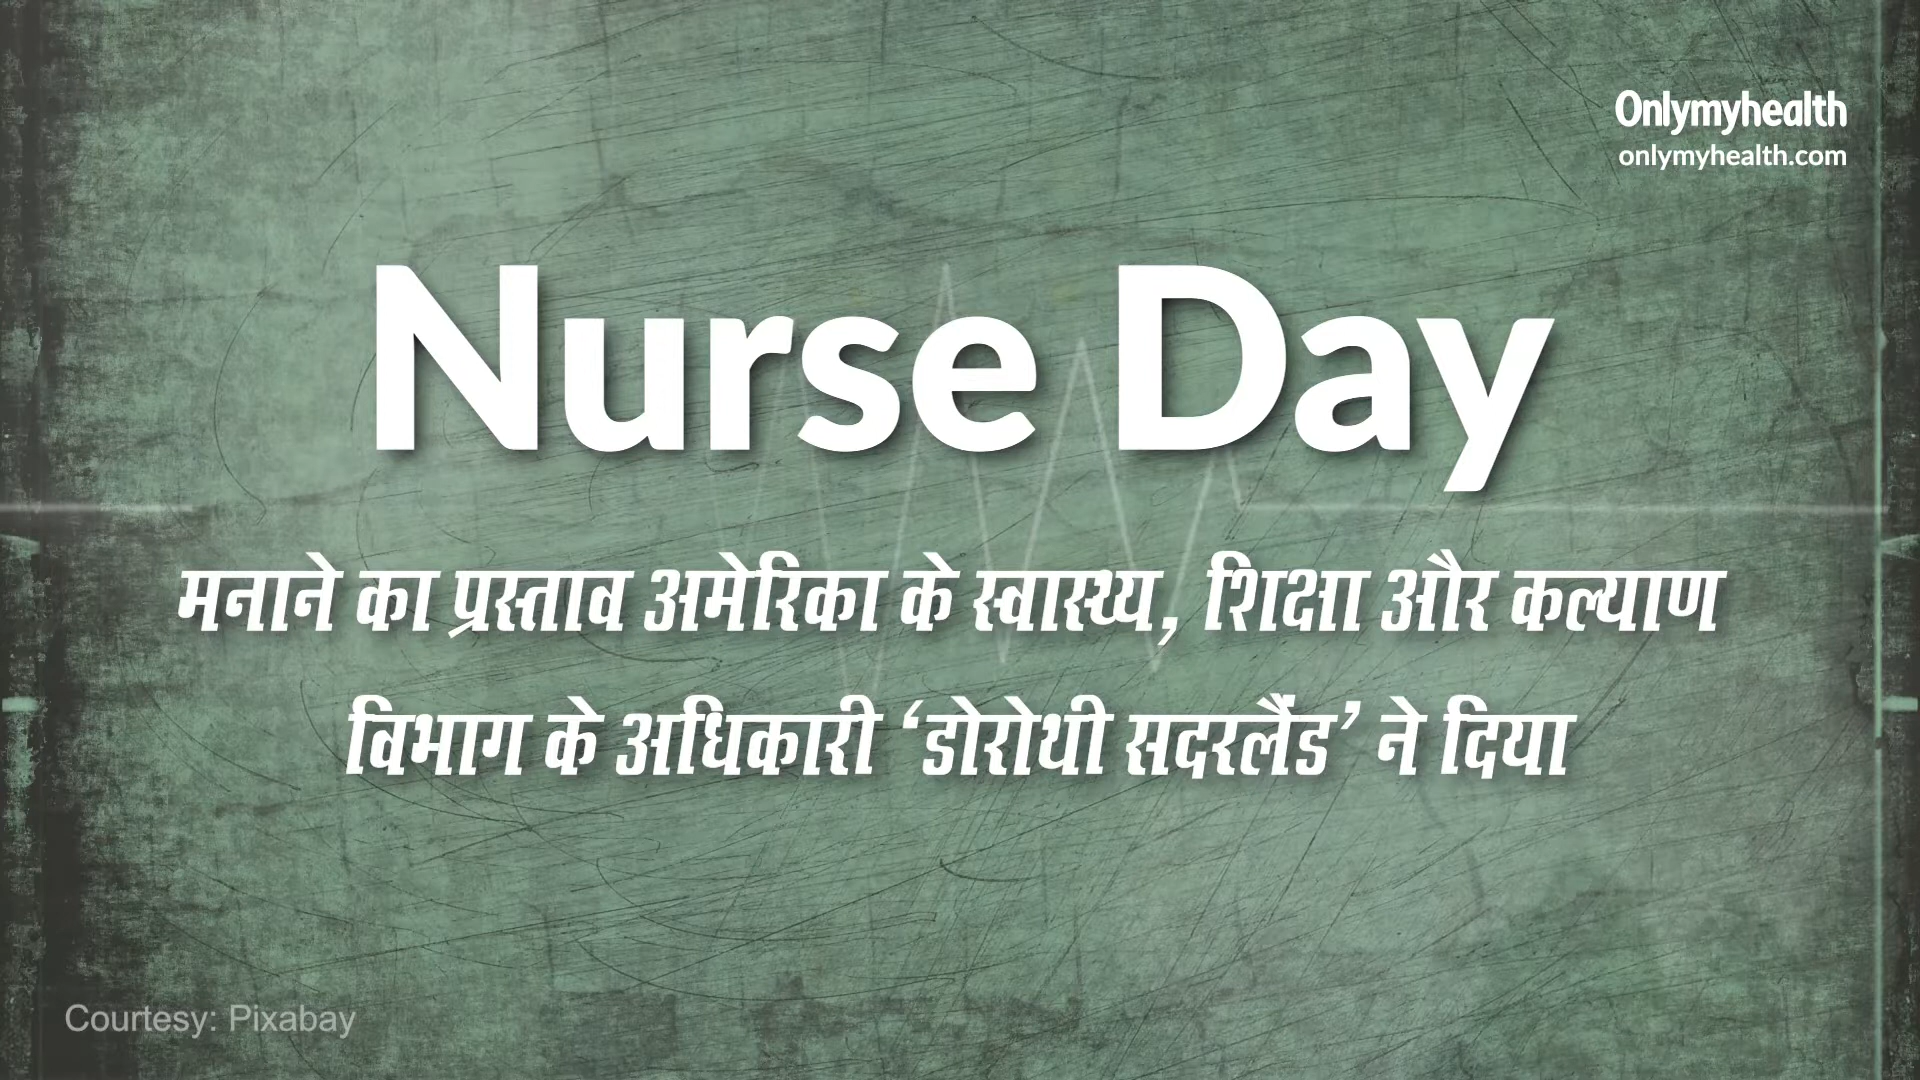 Onlymyhealth
onlymyhealth.com
Nurse Day
मनाने का प्रस्ताव अमेरिका के स्वास्थ्य, शिक्षा और कल्याण
विभाग के अधिकारी ‘डोरोथी सदरलैंड’ ने दिया
Courtesy: Pixabay